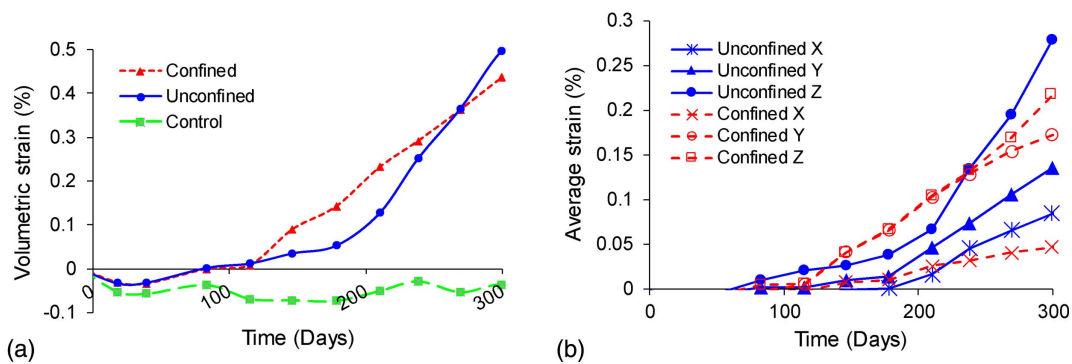 0.5
0.4
0.3
0.2
0.1
0
-0.1
Volumetric strain (%)
Confined
Unconfined
Control
0
100
200
300
Time (Days)
(a)
0.3
0.25
0.2
0.15
0.1
0.05
0
Average strain (%)
Unconfined X
Unconfined Y
Unconfined Z
Confined X
Confined Y
Confined Z
0
100
200
300
Time (Days)
(b)